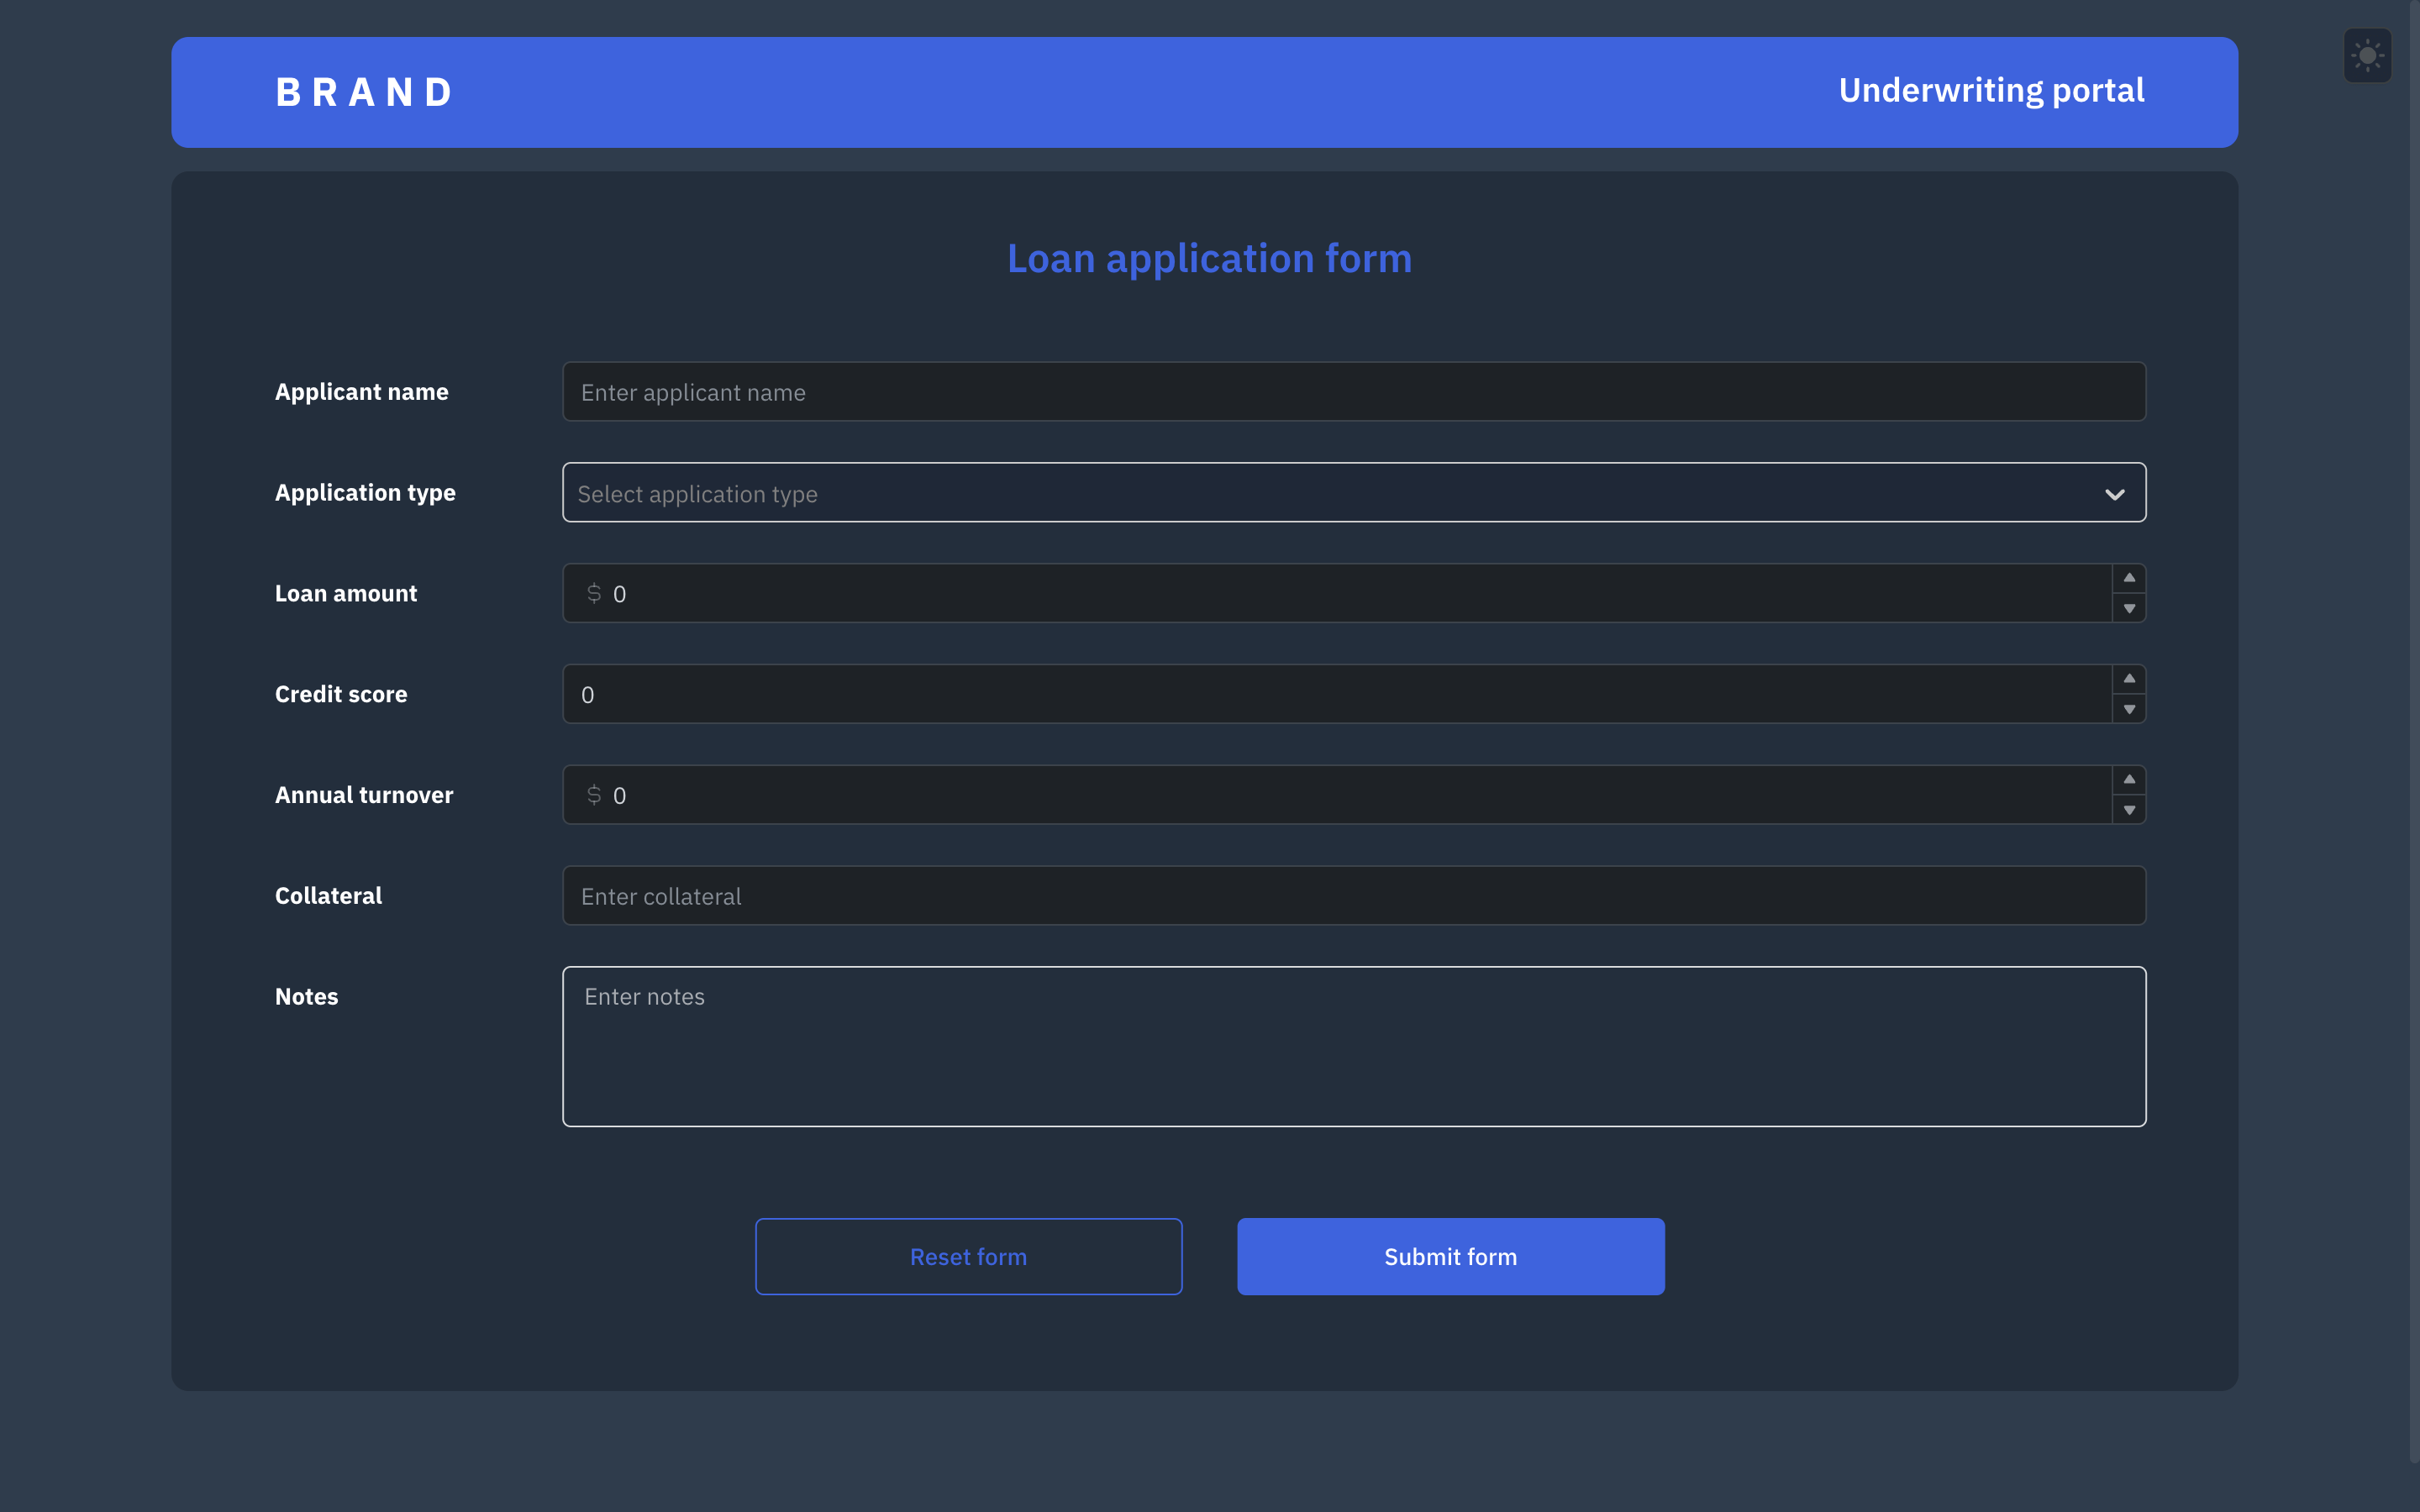 BRAND
Underwriting portal
Loan application form
Applicant name
Enter applicant name
Application type
Select application type
Loan amount
$ 0
Credit score
0
Annual turnover
$ 0
Collateral
Enter collateral
Notes
Enter notes
Reset form
Submit form